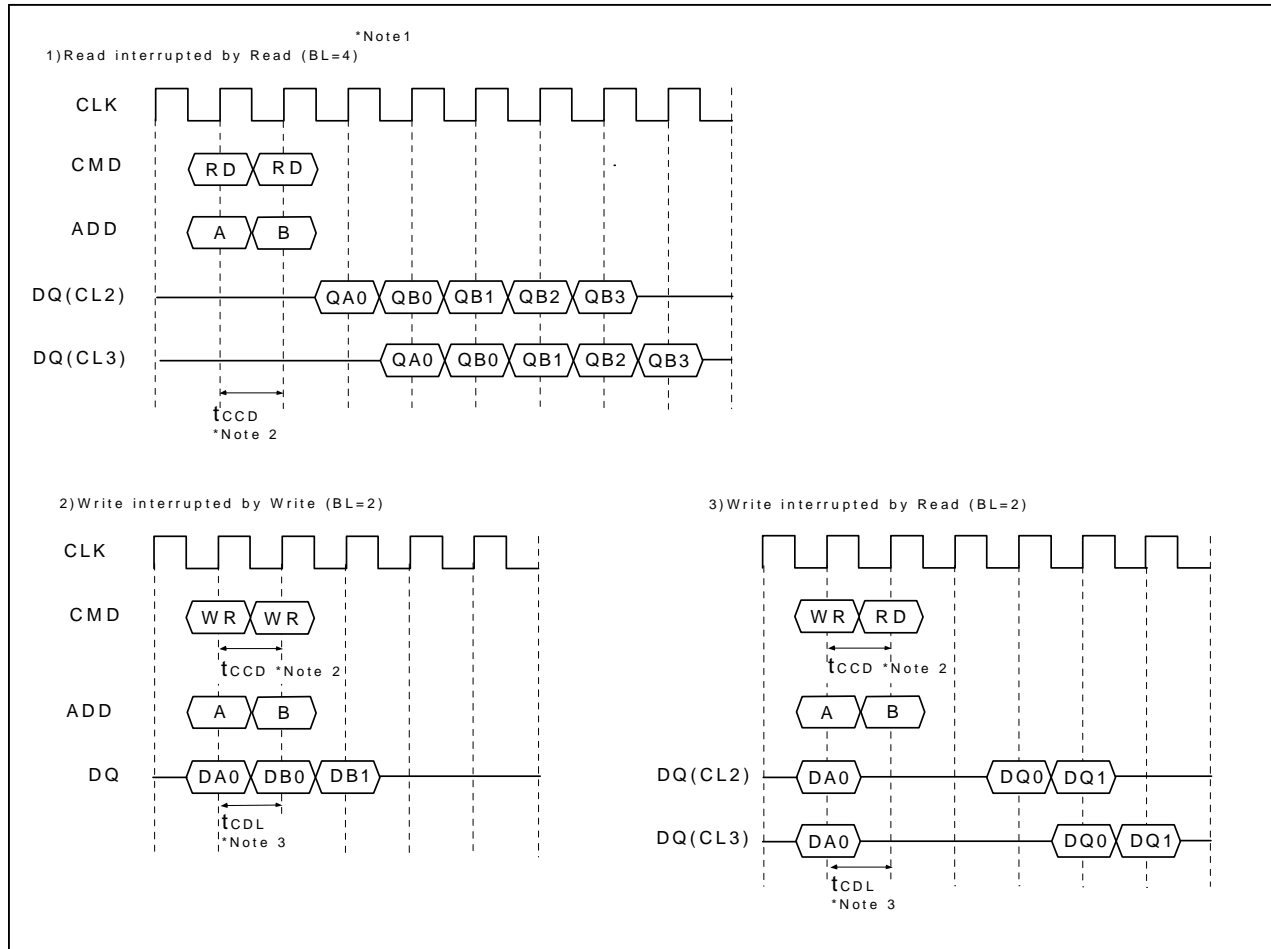 *Note1
1)Read interrupted by Read (BL=4)
CLK
CMD RD RD
ADD A B
DQ(CL2) QA0 QB0 QB1 QB2 QB3
DQ(CL3) QA0 QB0 QB1 QB2 QB3
tCCD
*Note 2
2)Write interrupted by Write (BL=2)
CLK
CMD WR WR
tCCD *Note 2
ADD A B
DQ DA0 DB0 DB1
tCDL
*Note 3
3)Write interrupted by Read (BL=2)
WR RD
tCCD *Note 2
A B
DQ(CL2) DA0 DQ0 DQ1
DQ(CL3) DA0 DQ0 DQ1
tCDL
*Note 3